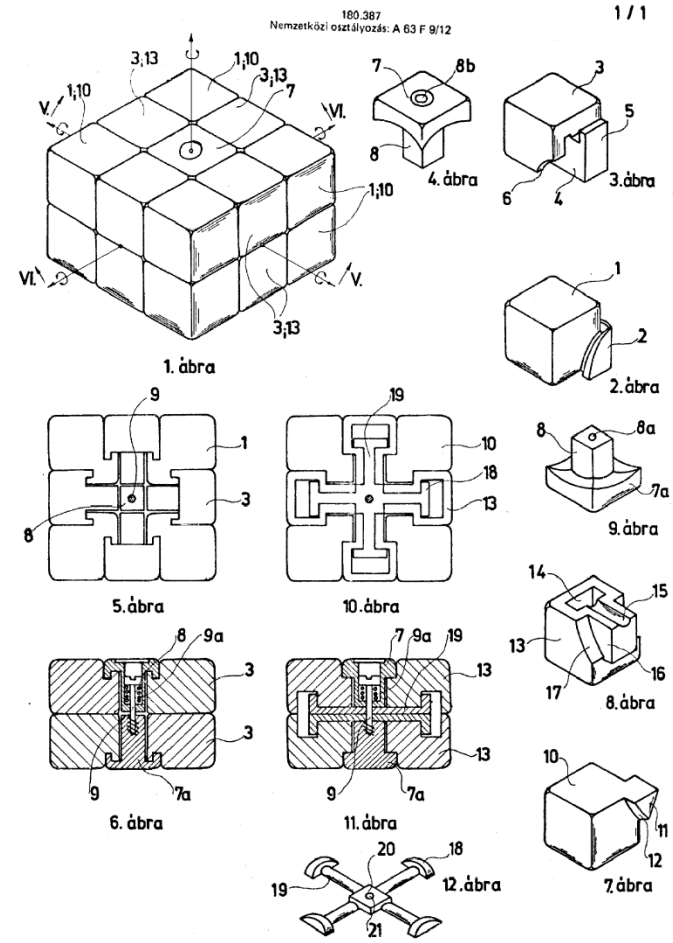 180.387
Nemzetközi osztályozás: A 63 F 9/12
1 / 1
1;10
3;13
3;13
1;10
7
V.
VI.
1;10
VI.
V.
3;13
1. ábra
7
8b
8
4. ábra
3
5
6
4
3. ábra
1
2
2. ábra
9
1
3
8
5. ábra
19
10
18
13
10. ábra
8
8a
7a
9. ábra
14
15
13
17
16
8. ábra
8
9a
3
3
9
7a
6. ábra
7
9a
19
13
13
9
7a
11. ábra
10
11
12
7. ábra
20
18
19
21
12. ábra